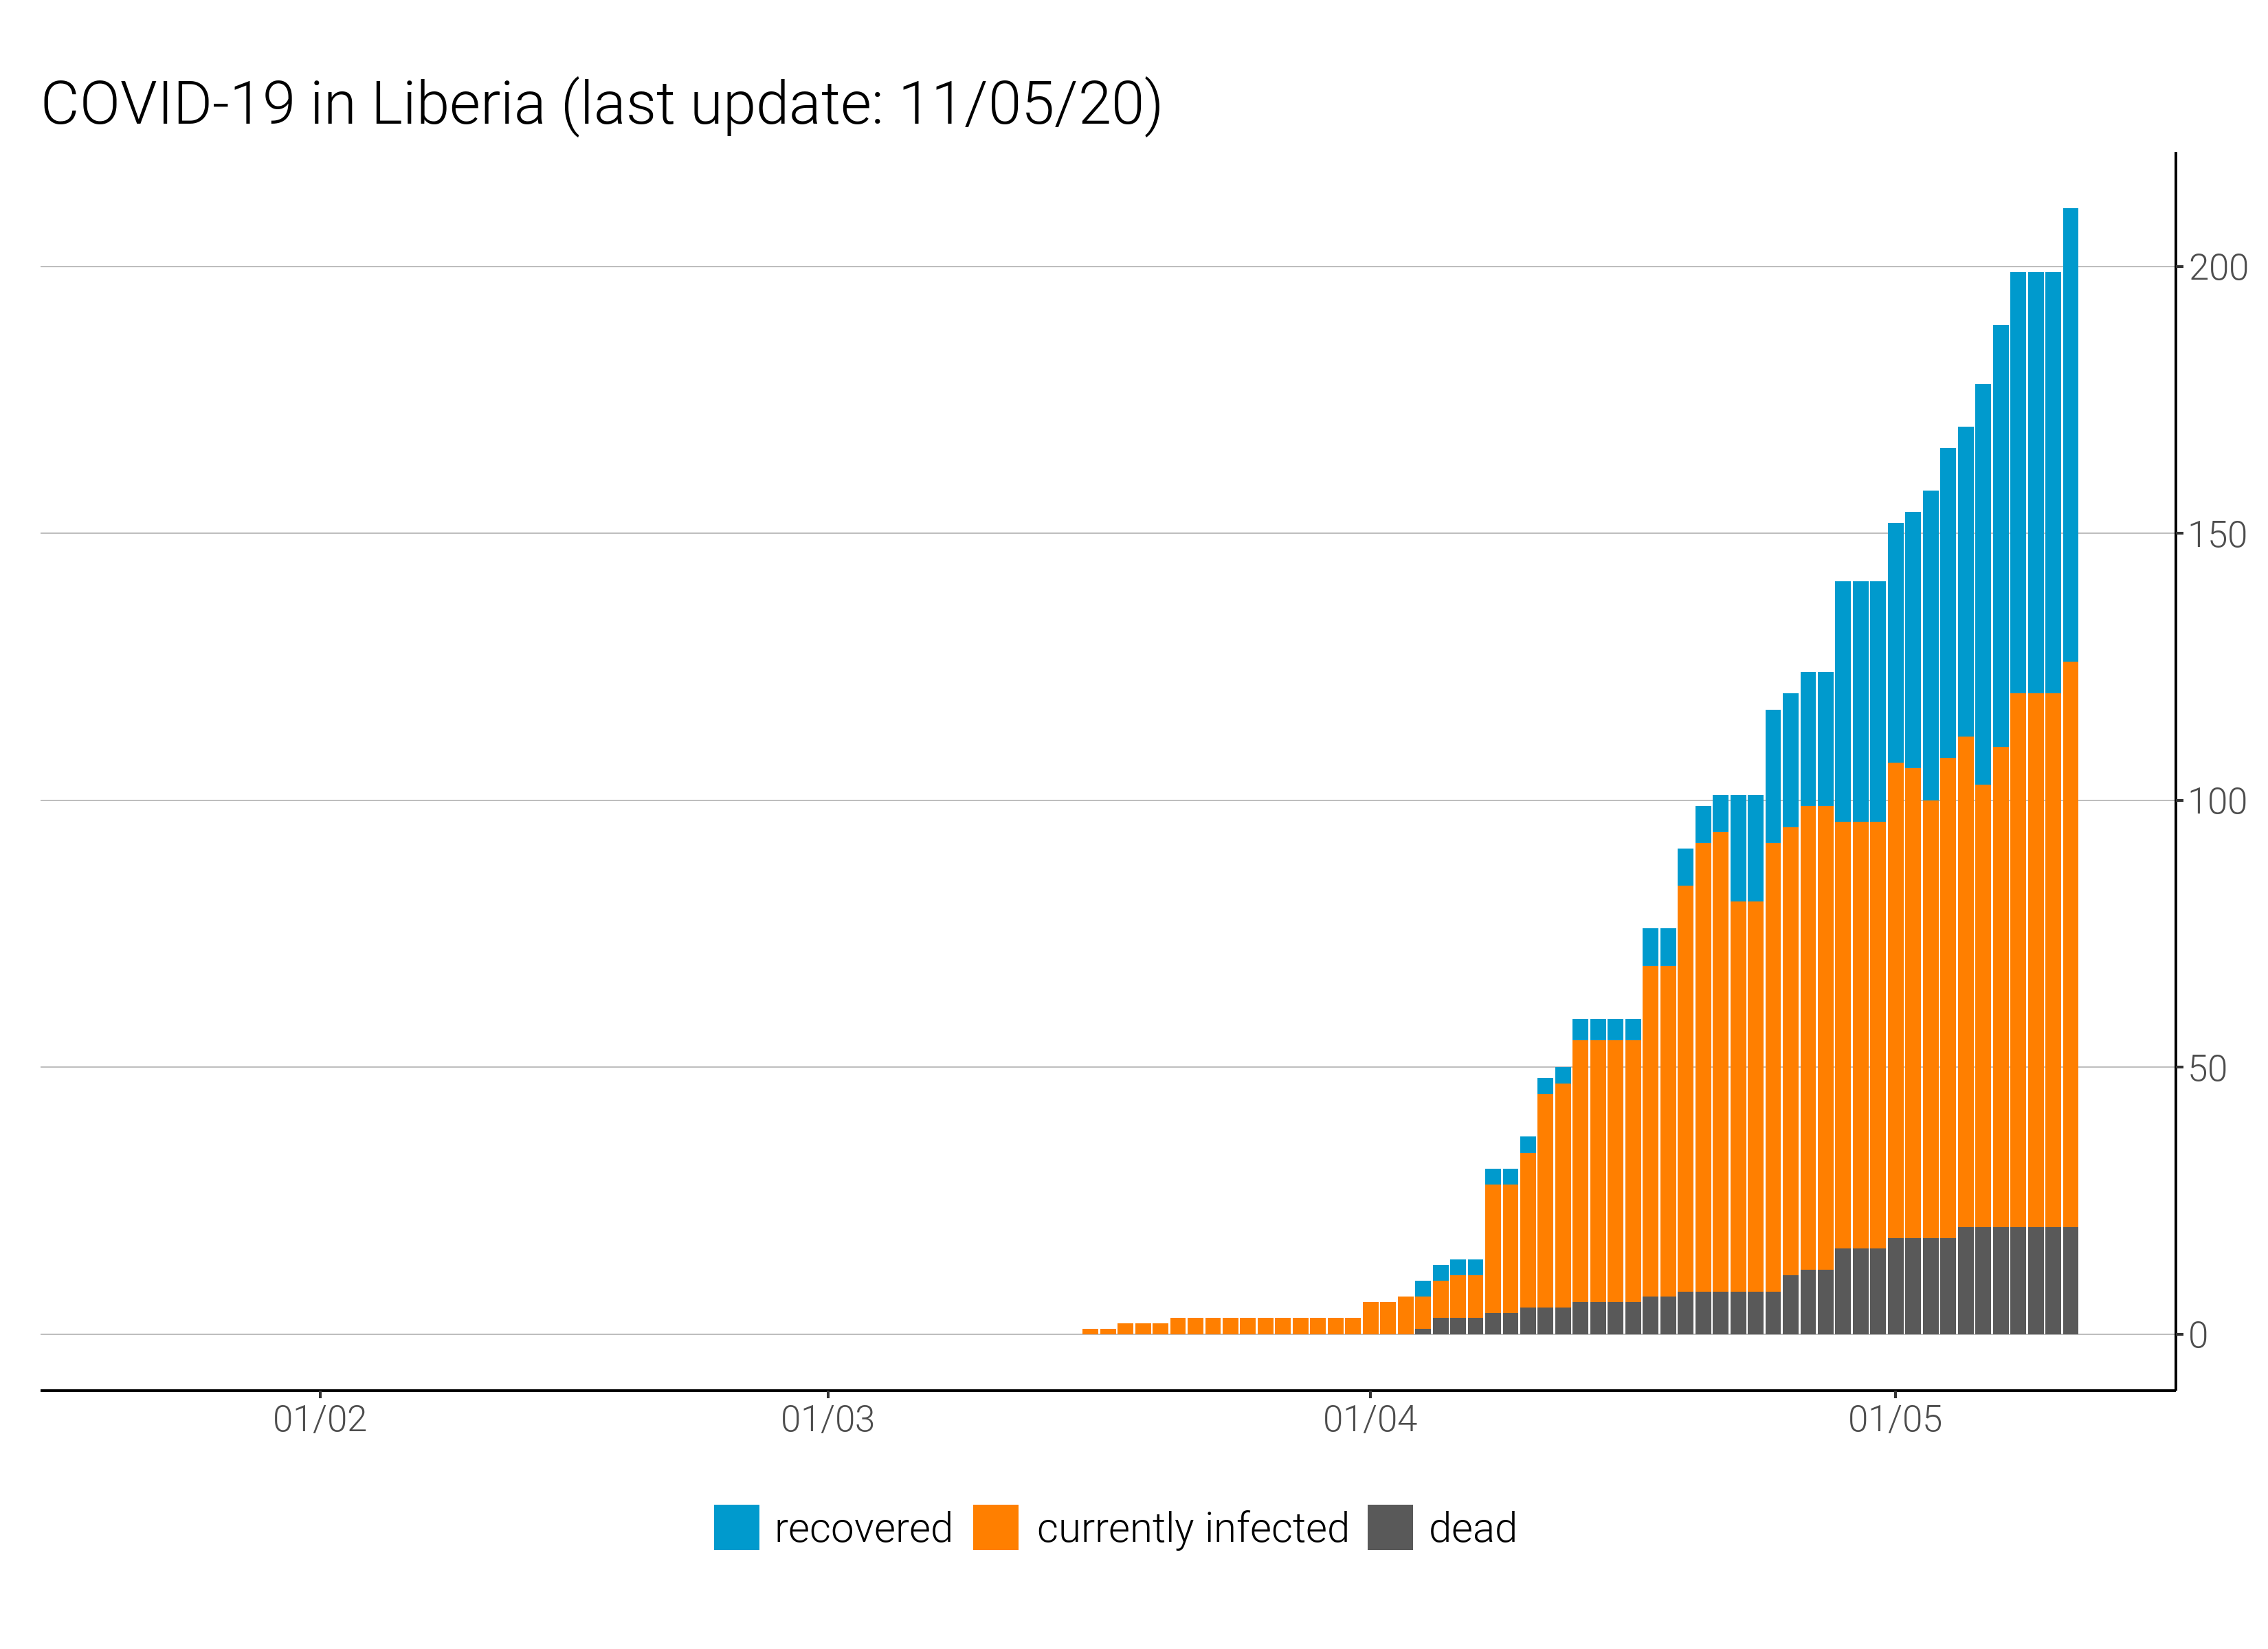 COVID-19 in Liberia (last update: 11/05/20)
200
150
100
50
0
01/02 01/03 01/04 01/05
recovered currently infected dead